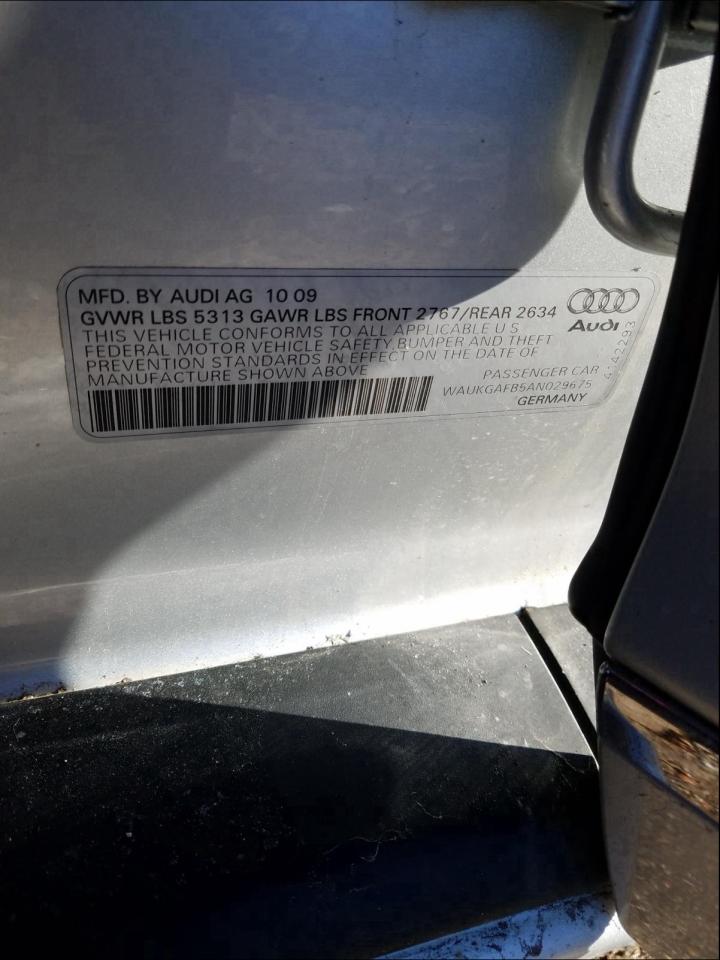 MFD. BY AUDI AG 10 09
GVWR LBS 5313 GAWR LBS FRONT 2767/REAR 2634
THIS VEHICLE CONFORMS TO ALL APPLICABLE U S
FEDERAL MOTOR VEHICLE SAFETY, BUMPER AND THEFT
PREVENTION STANDARDS IN EFFECT ON THE DATE OF
MANUFACTURE SHOWN ABOVE
PASSENGER CAR
WAUKGAFB5AN029675
GERMANY
Audi